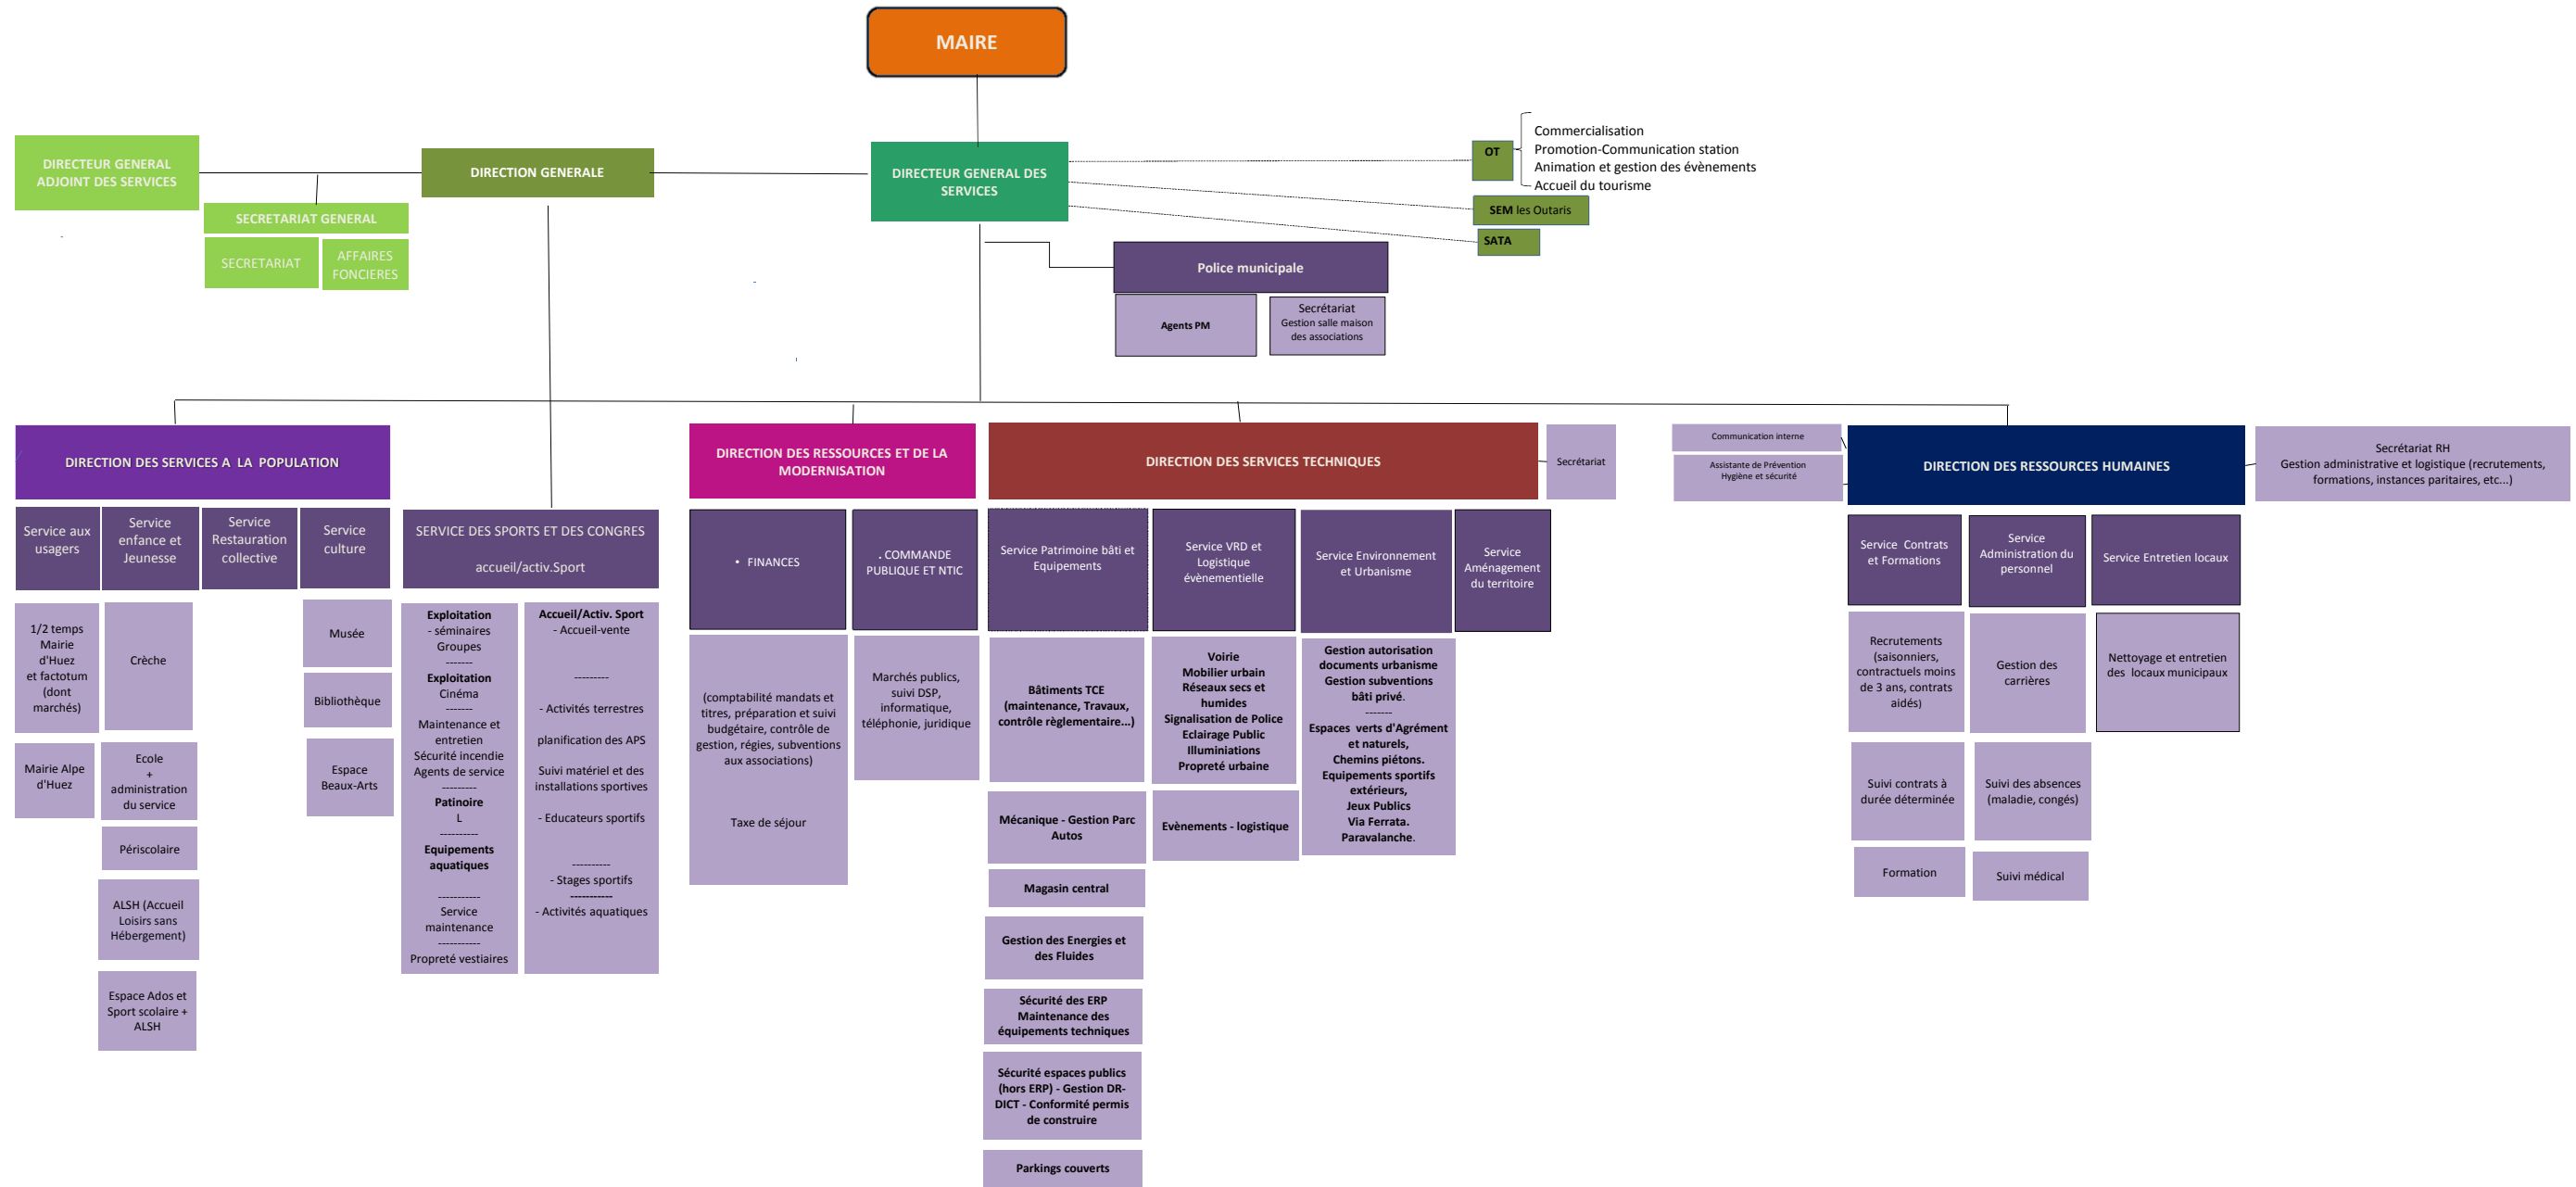 MAIRE
DIRECTEUR GENERAL
ADJOINT DES SERVICES
DIRECTION GENERALE
DIRECTEUR GENERAL DES
SERVICES
OT
Commercialisation
Promotion-Communication station
Animation et gestion des évènements
Accueil du tourisme
SECRETARIAT GENERAL
SECRETARIAT
AFFAIRES
FONCIERES
SEM les Outaris
SATA
Police municipale
Agents PM
Secrétariat
Gestion salle maison
des associations
DIRECTION DES SERVICES A LA POPULATION
DIRECTION DES RESSOURCES ET DE LA
MODERNISATION
DIRECTION DES SERVICES TECHNIQUES
Secrétariat
Communication interne
Assistante de Prévention
Hygiène et sécurité
DIRECTION DES RESSOURCES HUMAINES
Secrétariat RH
Gestion administrative et logistique (recrutements,
formations, instances paritaires, etc...)
Service aux
usagers
Service
enfance et
Jeunesse
Service
Restauration
collective
Service
culture
SERVICE DES SPORTS ET DES CONGRES
accueil/activ.Sport
• FINANCES
. COMMANDE
PUBLIQUE ET NTIC
Service Patrimoine bâti et
Equipements
Service VRD et
Logistique
évènementielle
Service Environnement
et Urbanisme
Service
Aménagement
du territoire
Service Contrats
et Formations
Service
Administration du
personnel
Service Entretien locaux
1/2 temps
Mairie
d'Huez
et factotum
(dont
marchés)
Mairie Alpe
d'Huez
Crèche
Ecole
+
administration
du service
Périscolaire
ALSH (Accueil
Loisirs sans
Hébergement)
Espace Ados et
Sport scolaire +
ALSH
Musée
Bibliothèque
Espace
Beaux-Arts
Exploitation
- séminaires
Groupes
-------
Exploitation
Cinéma
-------
Maintenance et
entretien
Sécurité incendie
Agents de service
---------
Patinoire
L
----------
Equipements
aquatiques
-----------
Service
maintenance
-----------
Propreté vestiaires
Accueil/Activ. Sport
- Accueil-vente
---------
- Activités terrestres
planification des APS
Suivi matériel et des
installations sportives
- Educateurs sportifs
----------
- Stages sportifs
-----------
- Activités aquatiques
(comptabilité mandats et
titres, préparation et suivi
budgétaire, contrôle de
gestion, régies, subventions
aux associations)
Taxe de séjour
Marchés publics,
suivi DSP,
informatique,
téléphonie, juridique
Bâtiments TCE
(maintenance, Travaux,
contrôle règlementaire...)
Mécanique - Gestion Parc
Autos
Magasin central
Gestion des Energies et
des Fluides
Sécurité des ERP
Maintenance des
équipements techniques
Sécurité espaces publics
(hors ERP) - Gestion DR-
DICT - Conformité permis
de construire
Parkings couverts
Voirie
Mobilier urbain
Réseaux secs et
humides
Signalisation de Police
Eclairage Public
Illuminiations
Propreté urbaine
Evènements - logistique
Gestion autorisation
documents urbanisme
Gestion subventions
bâti privé.
-------
Espaces verts d'Agrément
et naturels,
Chemins piétons.
Equipements sportifs
extérieurs,
Jeux Publics
Via Ferrata.
Paravalanche.
Recrutements
(saisonniers,
contractuels moins
de 3 ans, contrats
aidés)
Suivi contrats à
durée déterminée
Formation
Gestion des
carrières
Suivi des absences
(maladie, congés)
Suivi médical
Nettoyage et entretien
des locaux municipaux